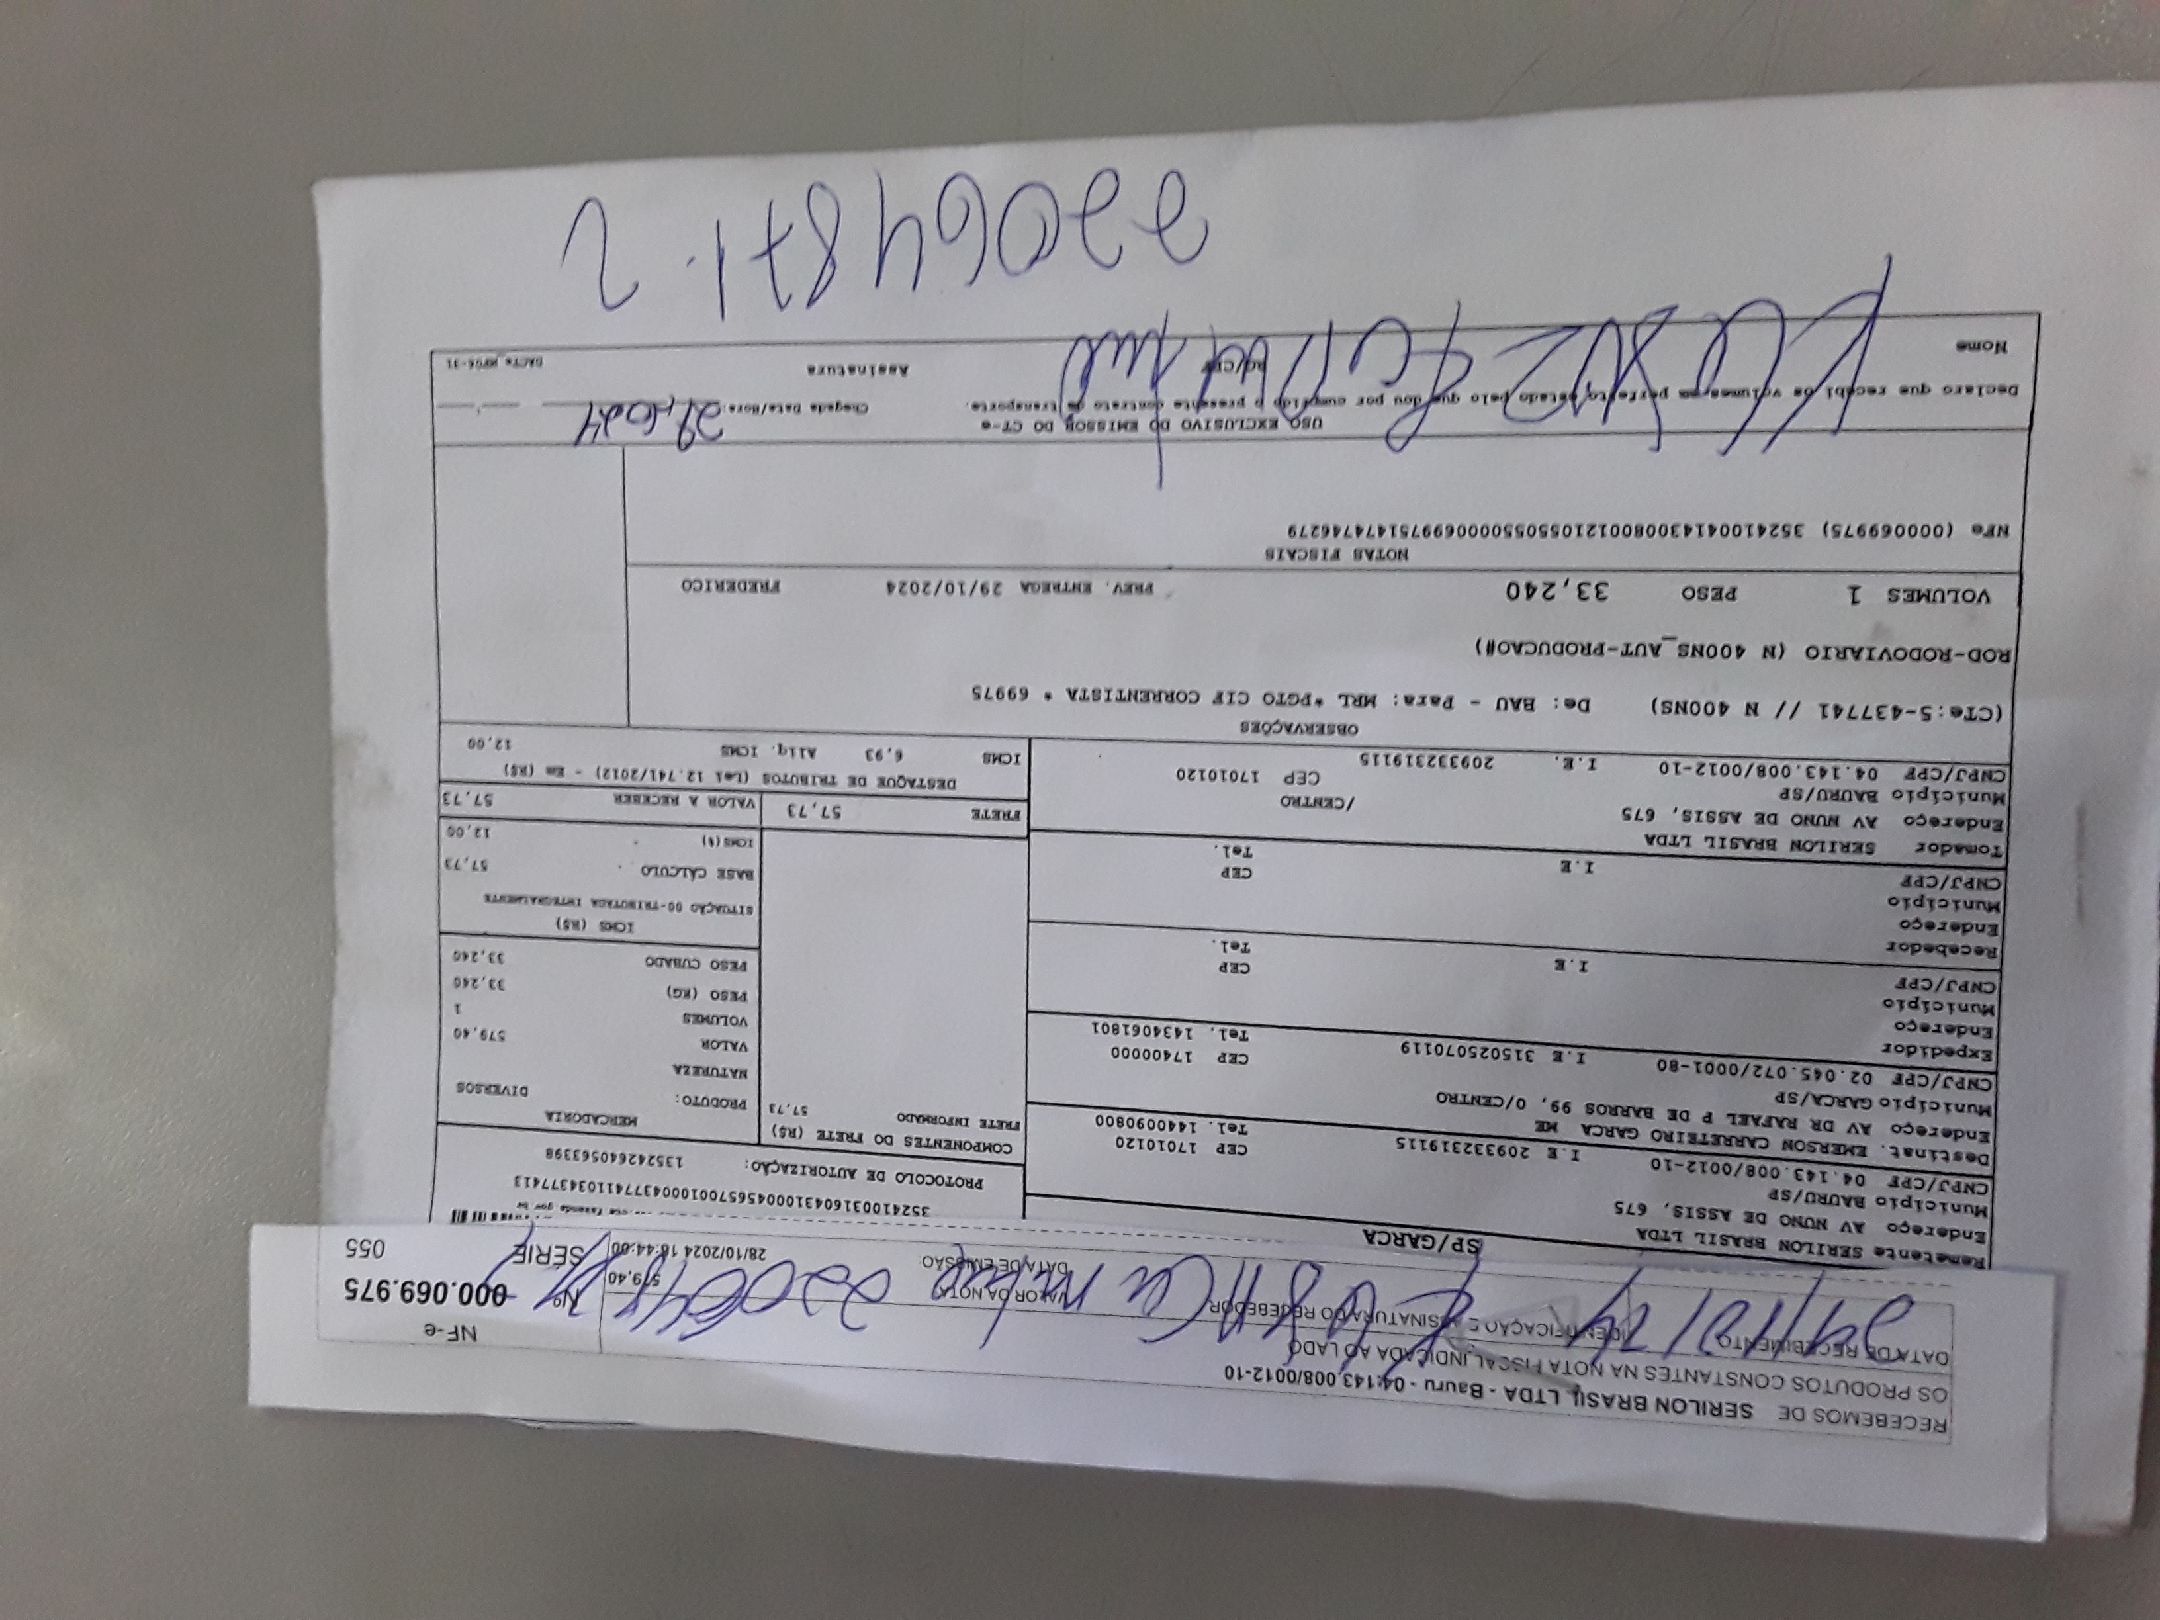 RECEBEMOS DE SERILON BRASIL LTDA - Bauru - 04.143.008/0012-10
OS PRODUTOS CONSTANTES NA NOTA FISCAL INDICADA AO LADO
NF-e
DATA DE RECEBIMENTO
IDENTIFICAÇÃO E ASSINATURA DO RECEBEDOR
VALOR DA NOTA
579,40
Nº 000.069.975
DATA DE EMISSÃO
28/10/2024 16:44:00
SÉRIE 055
SP/GARCA
Remetente SERILON BRASIL LTDA
Endereço AV NUNO DE ASSIS, 675
Município BAURU/SP
CEP 17010120
CNPJ/CPF 04.143.008/0012-10 I.E 209332319115 Tel. 1440090800
Destinat. EMERSON CARRETEIRO GARCA ME
Endereço AV DR RAFAEL P DE BARROS 99, 0/CENTRO
Município GARCA/SP
CEP 17400000
CNPJ/CPF 02.045.072/0001-80 I.E 315025070119 Tel. 1434061801
Expedidor
Endereço
Município
CEP
CNPJ/CPF I.E Tel.
Recebedor
Endereço
Município
CEP
CNPJ/CPF I.E Tel.
Tomador SERILON BRASIL LTDA
Endereço AV NUNO DE ASSIS, 675 /CENTRO
Município BAURU/SP
CEP 17010120
CNPJ/CPF 04.143.008/0012-10 I.E. 209332319115
35241003160431000456570010004377411034377413
PROTOCOLO DE AUTORIZAÇÃO: 135242640563398
COMPONENTES DO FRETE (R$)
FRETE INFORMADO 57,73
FRETE 57,73
MERCADORIA
PRODUTO: DIVERSOS
NATUREZA
VALOR 579,40
VOLUMES 1
PESO (KG) 33,240
PESO CUBADO 33,240
ICMS (R$)
SITUAÇÃO 00-TRIBUTADA INTEGRALMENTE
BASE CÁLCULO 57,73
ICMS(%) 12,00
VALOR A RECEBER 57,73
DESTAQUE DE TRIBUTOS (Lei 12.741/2012) - Em (R$)
ICMS 6,93 Aliq. ICMS 12,00
OBSERVAÇÕES
(CTe:5-437741 // N 400NS) De: BAU - Para: MRL *PGTO CIF CORRENTISTA * 69975
ROD-RODOVIARIO (N 400NS_AUT-PRODUCAO#)
VOLUMES 1 PESO 33,240 PREV. ENTREGA 29/10/2024 FREDERICO
NOTAS FISCAIS
NFe (000069975) 35241004143008001210550550000699751474746279
USO EXCLUSIVO DO EMISSOR DO CT-e
Declaro que recebi os volumes em perfeito estado pelo que dou por cumprido o presente contrato de transporte.
Chegada Data/Hora:
Nome
RG/CPF
Assinatura
22064871.2